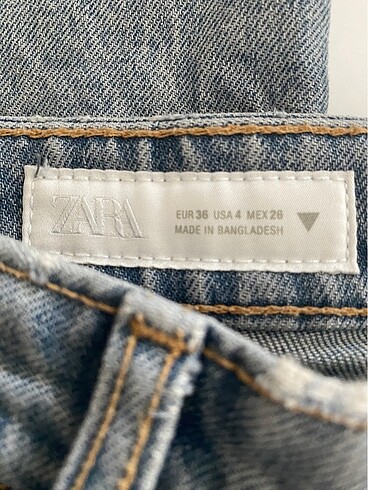 ZARA
EUR 36 USA 4 MEX 26
MADE IN BANGLADESH